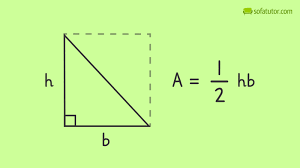 sofatutor.com
h
A = 1/2 hb
b